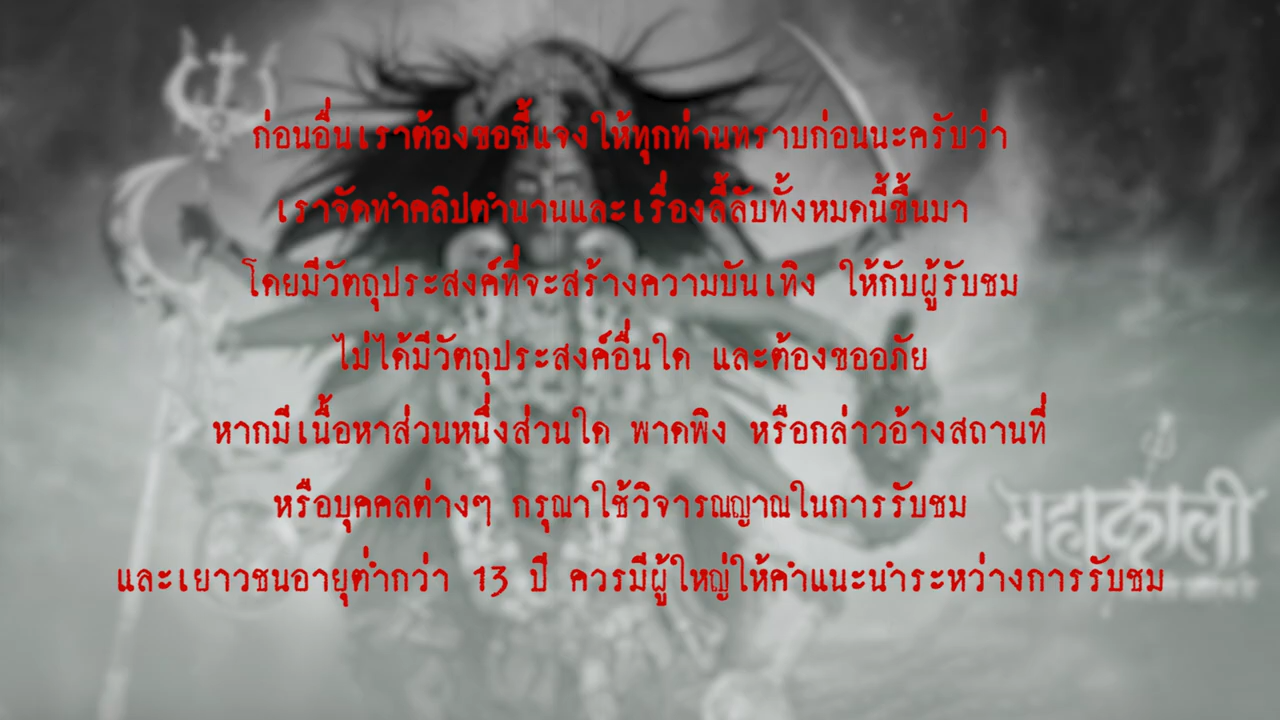 ก่อนอื่นเราต้องขอชี้แจงให้ทุกท่านทราบก่อนนะครับว่า
เราจัดทำคลิปตำนานและเรื่องลี้ลับทั้งหมดนี้ขึ้นมา
โดยมีวัตถุประสงค์ที่จะสร้างความบันเทิง ให้กับผู้รับชม
ไม่ได้มีวัตถุประสงค์อื่นใด และต้องขออภัย
หากมีเนื้อหาส่วนหนึ่งส่วนใด พาดพิง หรือกล่าวอ้างสถานที่
หรือบุคคลต่างๆ กรุณาใช้วิจารณญาณในการรับชม
และเยาวชนอายุต่ำกว่า 13 ปี ควรมีผู้ใหญ่ให้คำแนะนำระหว่างการรับชม
महाकाली